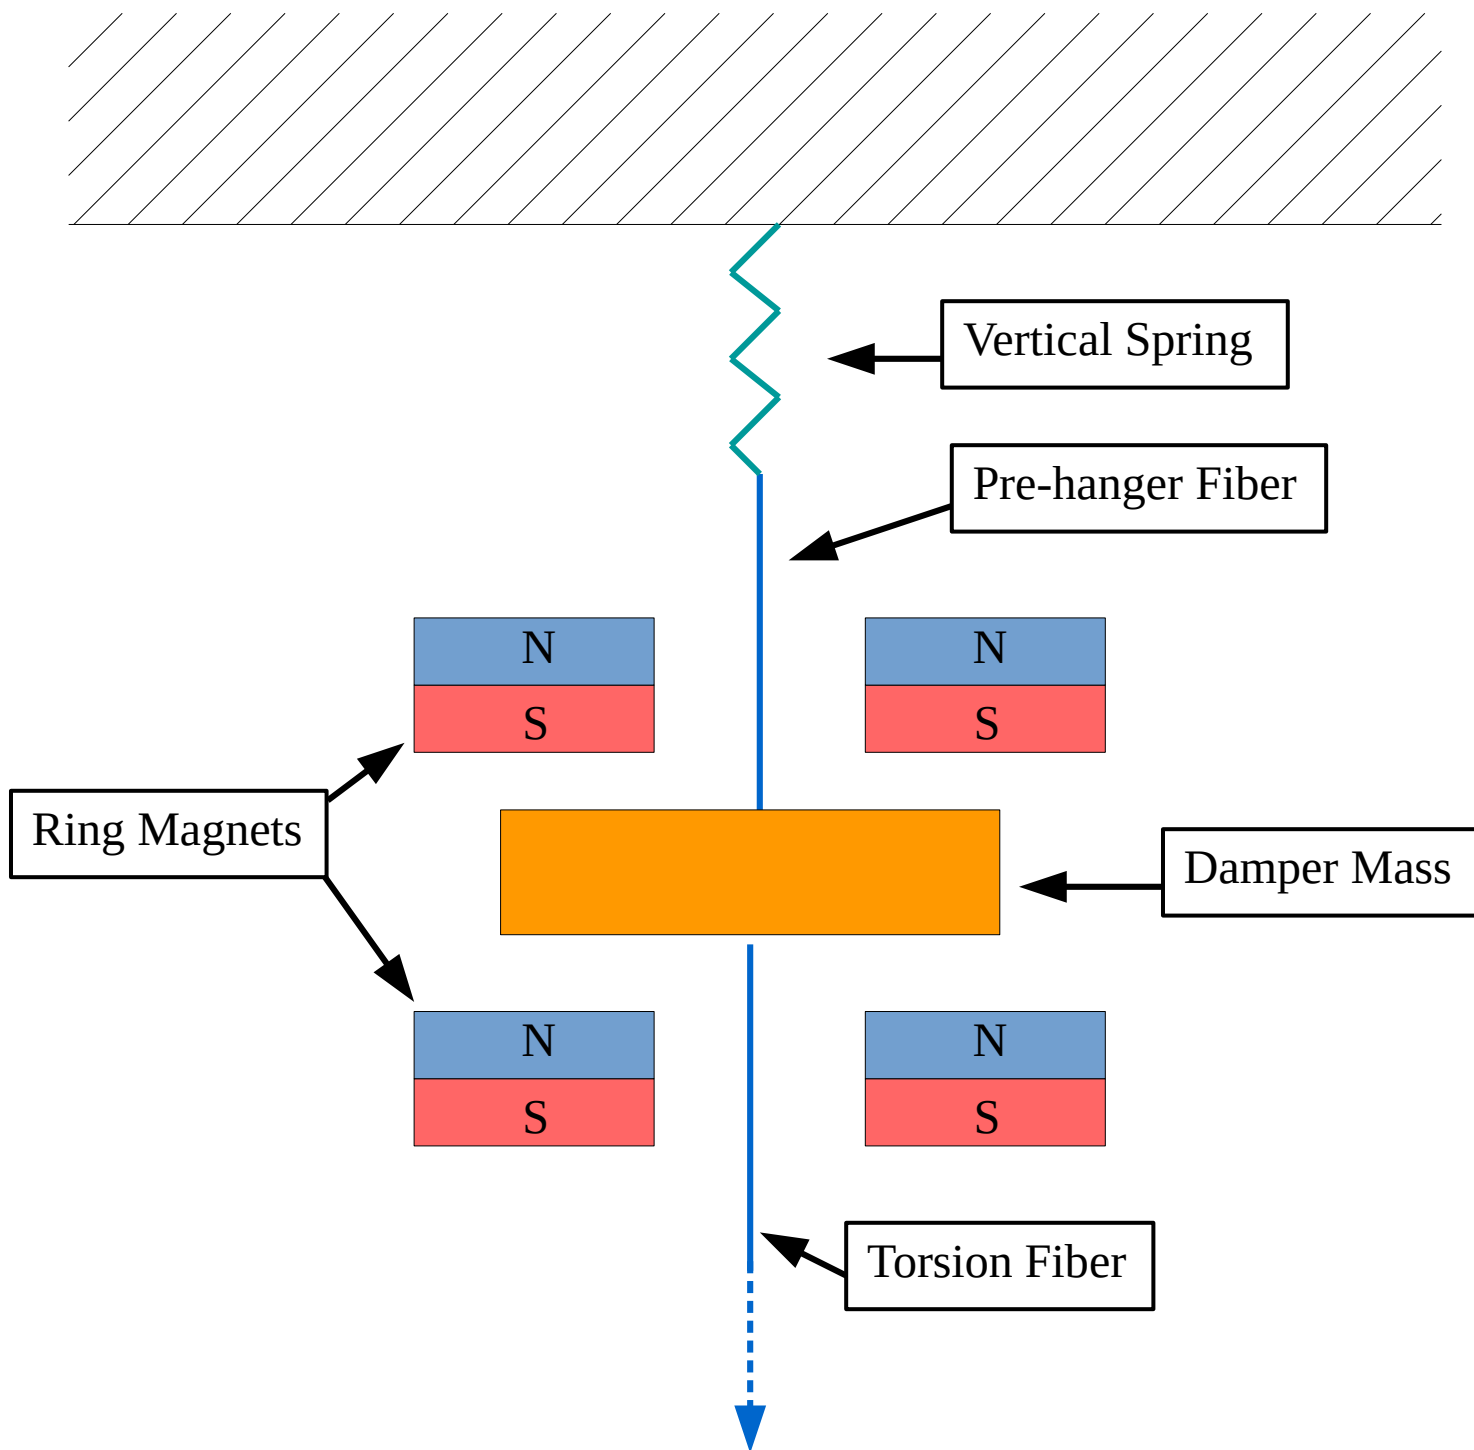 Vertical Spring
Pre-hanger Fiber
N
N
S
S
Ring Magnets
Damper Mass
N
N
S
S
Torsion Fiber